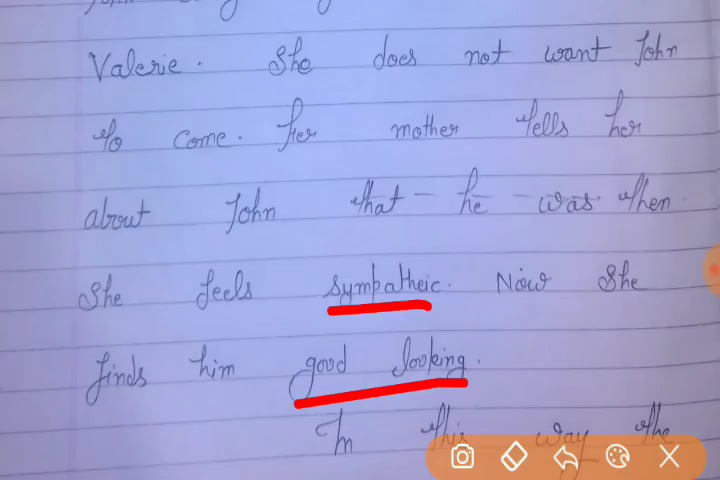 Valerie. She does not want John
to come. her mother tells her
about John that he was then
She feels sympatheic. Now She
finds him good looking.
In this way the